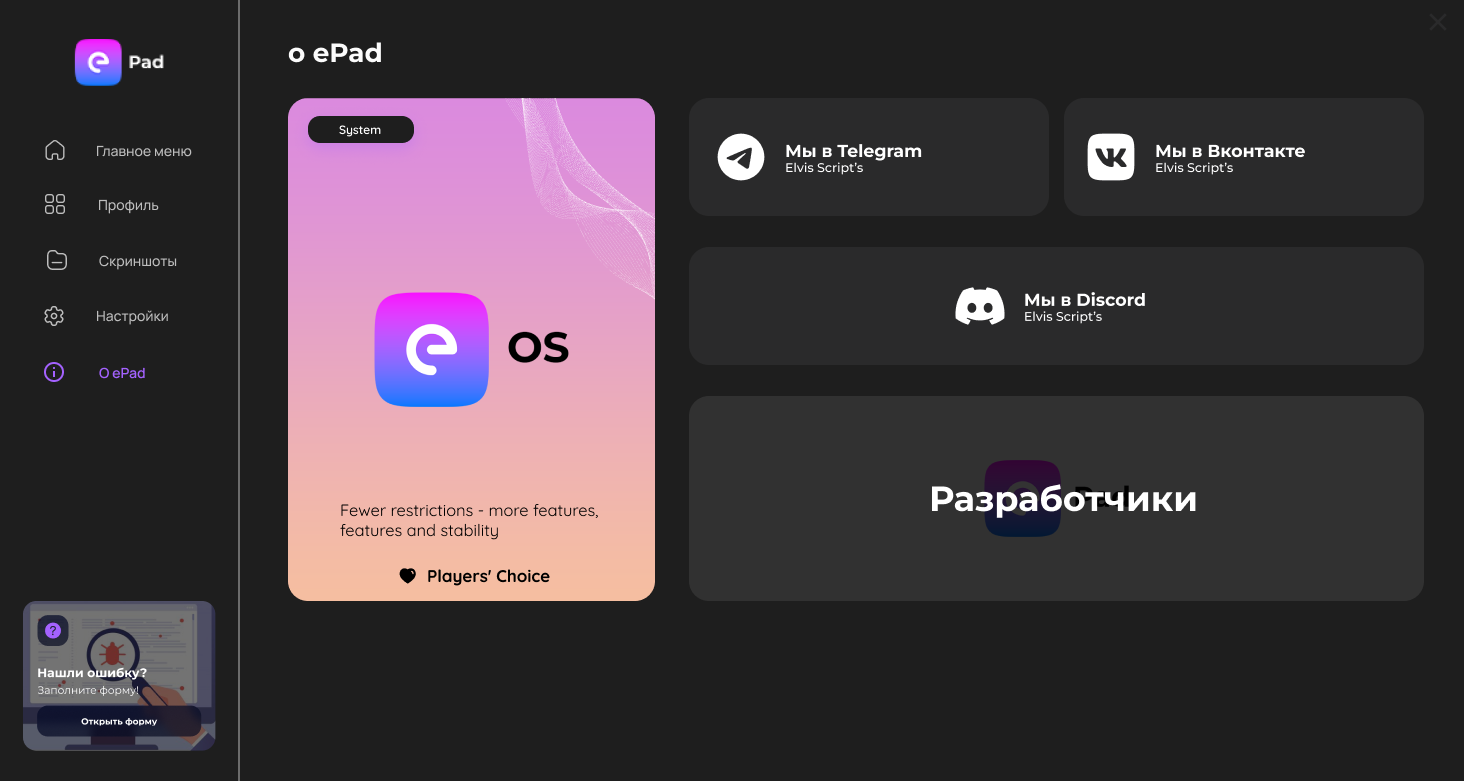 Pad
Главное меню
Профиль
Скриншоты
Настройки
О ePad
Нашли ошибку?
Заполните форму!
Открыть форму
о ePad
System
e OS
Fewer restrictions - more features,
features and stability
Players' Choice
Мы в Telegram
Elvis Script's
Мы в Вконтакте
Elvis Script's
Мы в Discord
Elvis Script's
Разработчики